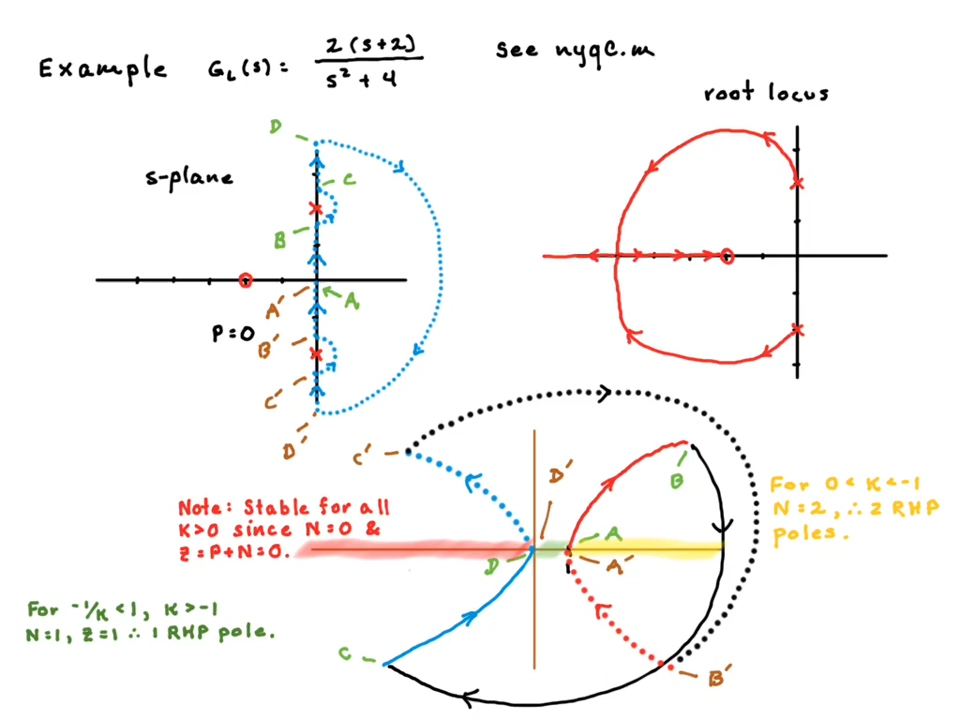 Example G_L(s) = 2(s+2) / s² + 4 see nyqc.m
root locus
D
s-plane
C
B
A' A
P=0
B'
C'
D'
C'
D'
B
For 0 < K < -1
N=2, ∴ 2 RHP
poles.
Note: Stable for all
K>0 since N=0 &
Z=P+N=0.
A
D
A'
For -1/K < 1, K > -1
N=1, Z=1 ∴ 1 RHP pole.
C
B'